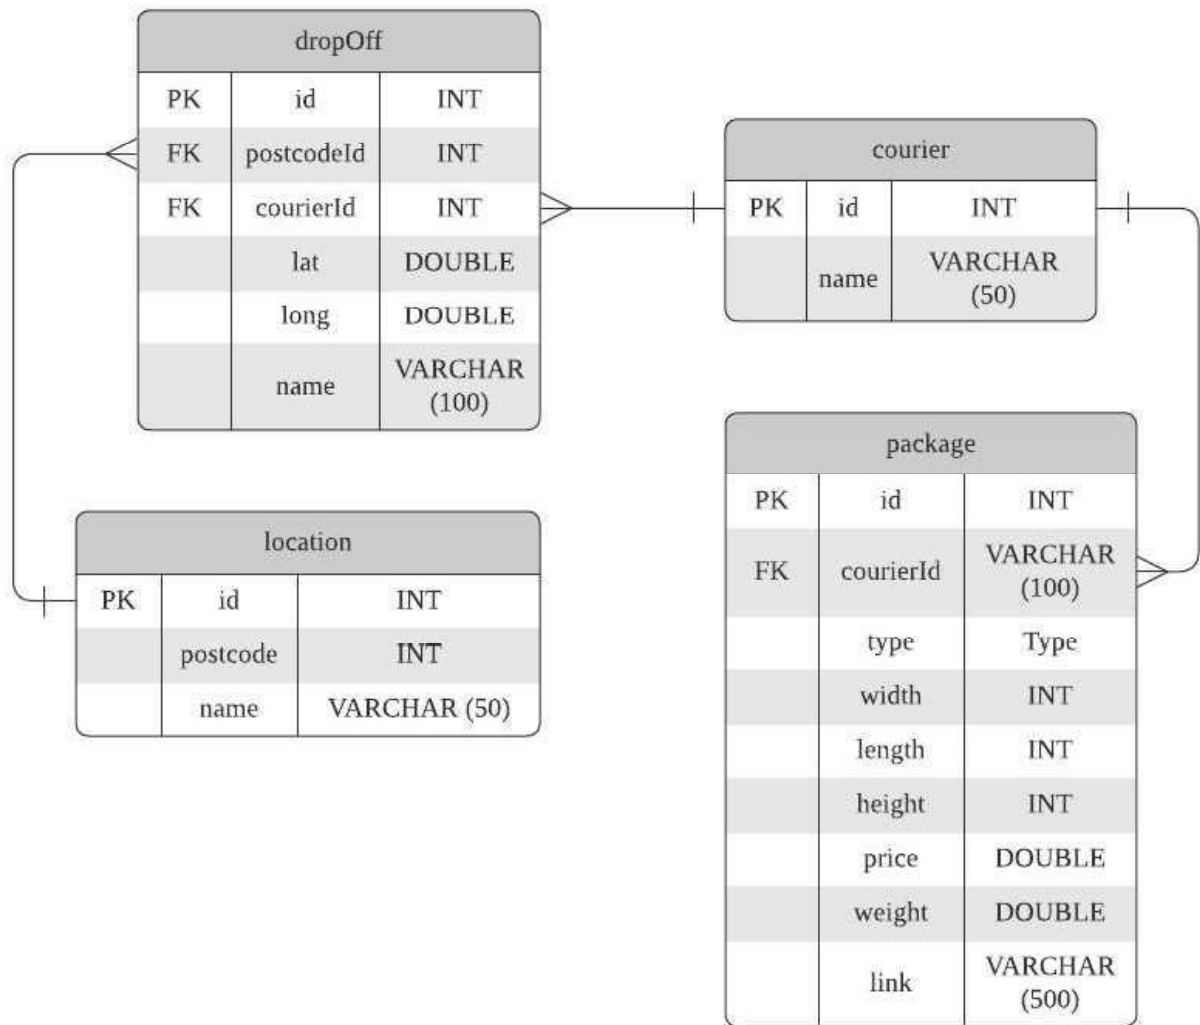 dropOff
PK id INT
FK postcodeId INT
FK courierId INT
lat DOUBLE
long DOUBLE
name VARCHAR
(100)
courier
PK id INT
name VARCHAR
(50)
location
PK id INT
postcode INT
name VARCHAR (50)
package
PK id INT
FK courierId VARCHAR
(100)
type Type
width INT
length INT
height INT
price DOUBLE
weight DOUBLE
link VARCHAR
(500)